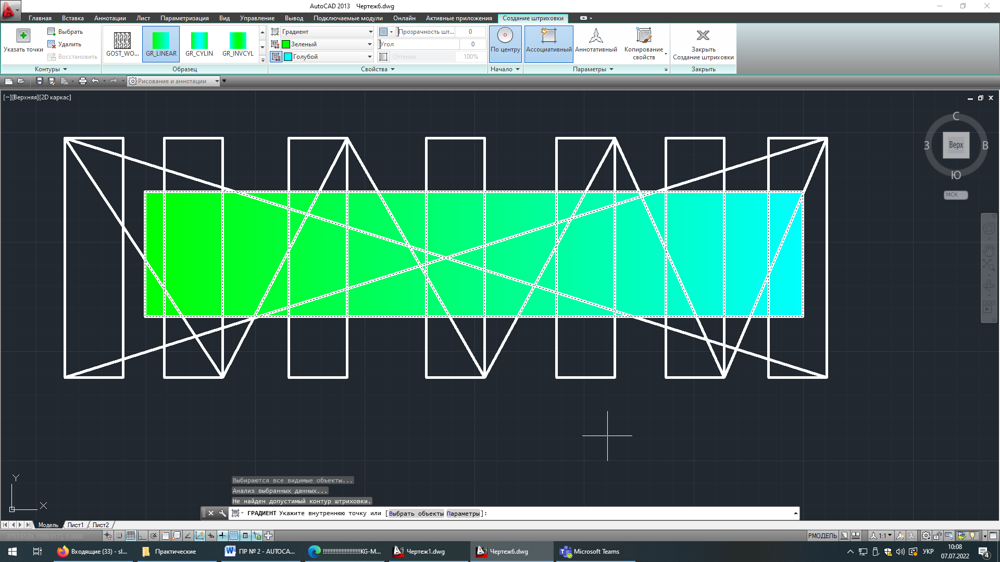 AutoCAD 2013 Чертеж6.dwg
Главная Вставка Аннотации Лист Параметризация Вид Управление Вывод Подключаемые модули Онлайн Активные приложения Создание штриховки
Указать точки
Выбрать
Удалить
Восстановить
Контуры
GOST_WO... GR_LINEAR GR_CYLIN GR_INVCYL
Образец
Градиент
Зеленый
Голубой
Прозрачность шт... 0
Угол 0
Оттенок 100%
Свойства
По центру
Начало
Ассоциативный
Аннотативный
Копирование свойств
Параметры
Закрыть
Создание штриховки
Закрыть
Рисование и аннотации
[−][Верхняя][2D каркас]
С
З Верх В
Ю
МСК
Y
X
Выбираются все видимые объекты...
Анализ выбранных данных...
Не найден допустимый контур штриховки.
ГРАДИЕНТ Укажите внутреннюю точку или [Выбрать объекты Параметры]:
Модель Лист1 Лист2
3153.6129, 1599.0173, 0.0000
РМОДЕЛЬ 1:1
Входящие (33) - sl...
Практические
ПР № 2 - AUTOCA...
Чертеж1.dwg
Чертеж6.dwg
Microsoft Teams
УКР
10:08
07.07.2022
4